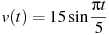 v(t) = 15 sin πt/5